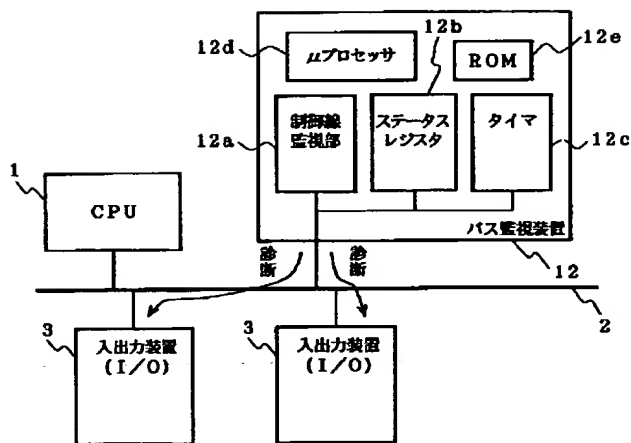 12b
12d
μプロセッサ
ROM
12e
12a
制御線
監視部
ステータス
レジスタ
タイマ
12c
1
CPU
バス監視装置
診断
診断
12
2
3
入出力装置
(I/O)
3
入出力装置
(I/O)